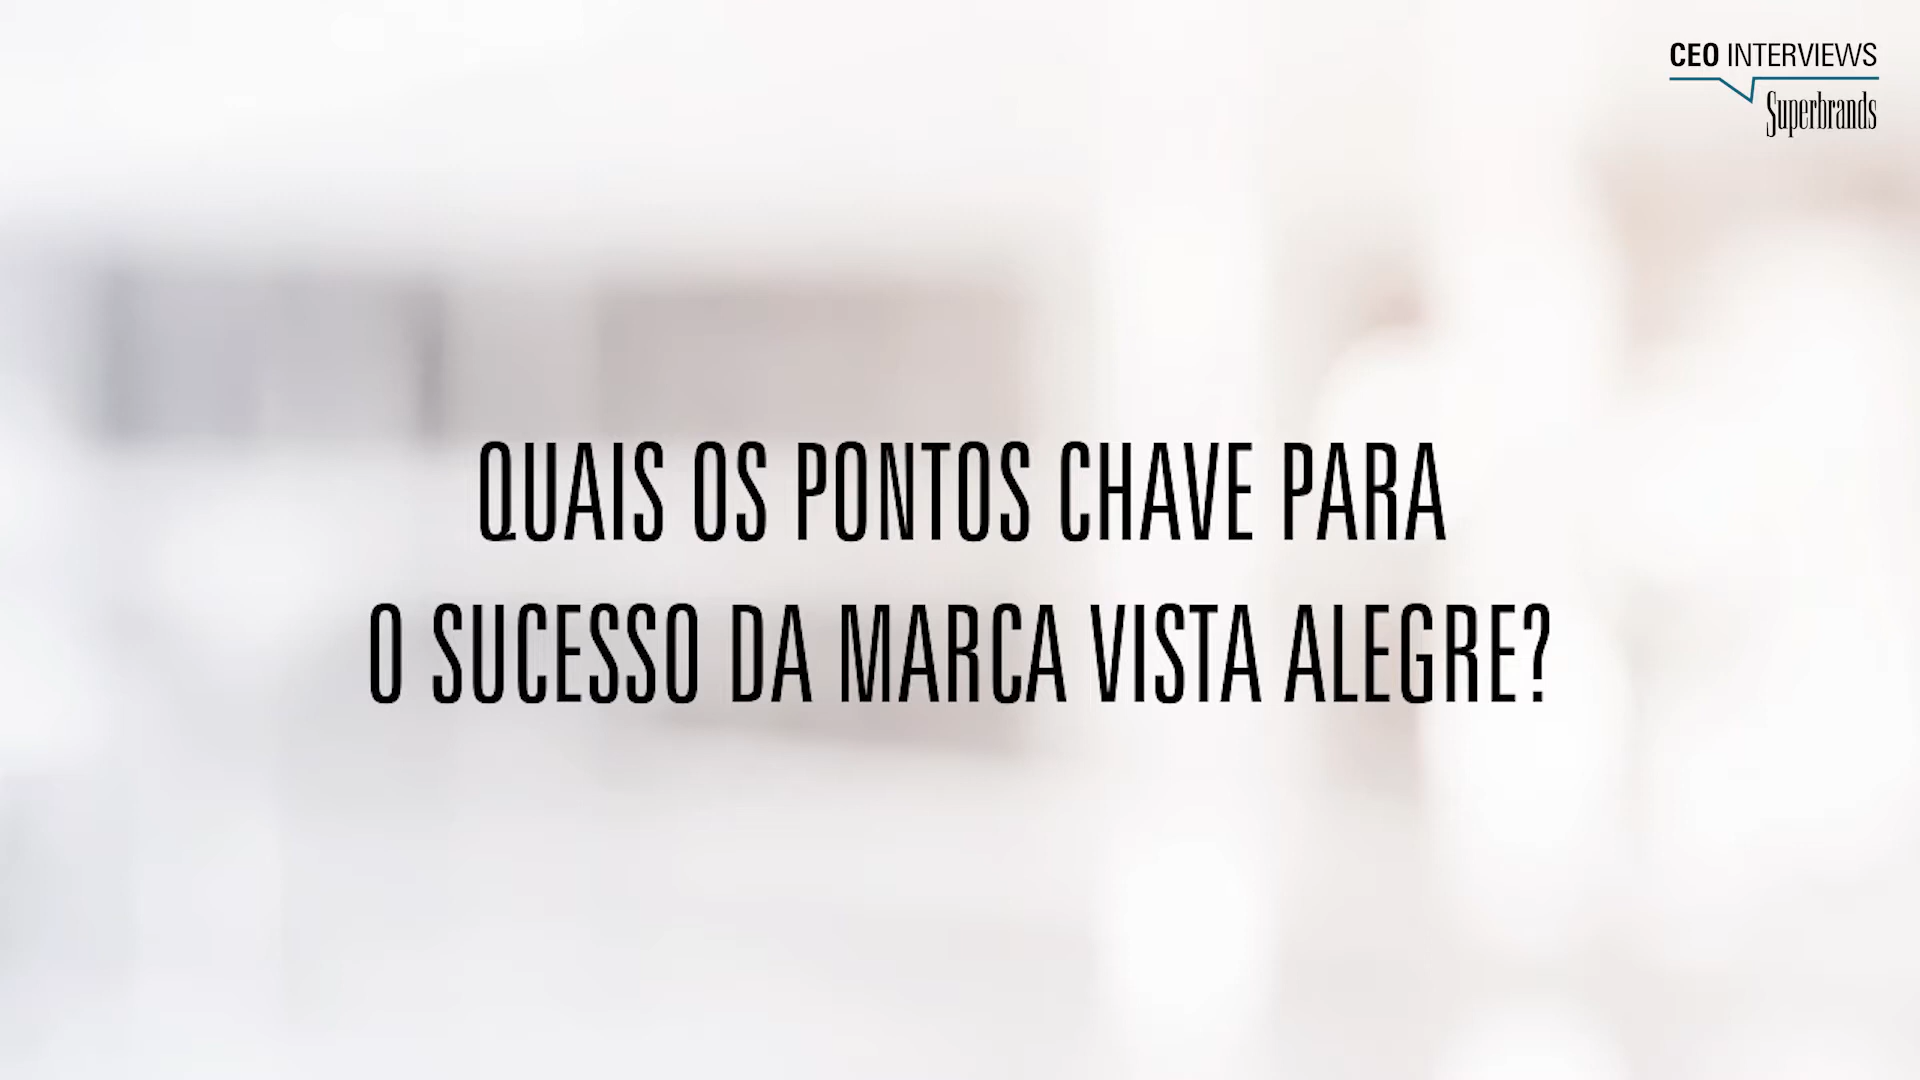 CEO INTERVIEWS
Superbrands
QUAIS OS PONTOS CHAVE PARA
O SUCESSO DA MARCA VISTA ALEGRE?